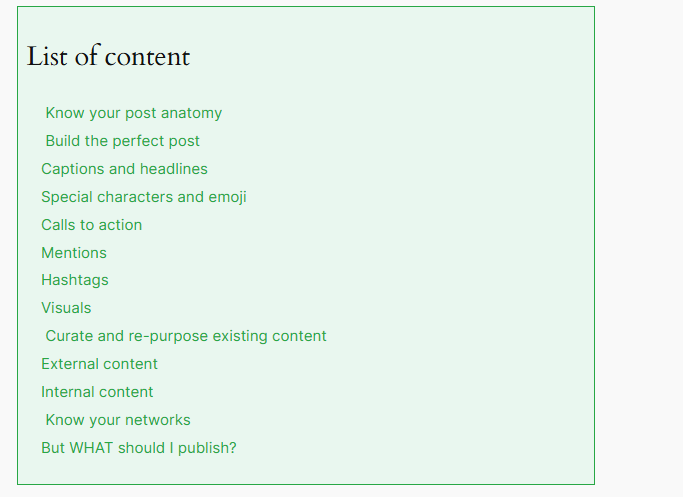 List of content
Know your post anatomy
Build the perfect post
Captions and headlines
Special characters and emoji
Calls to action
Mentions
Hashtags
Visuals
Curate and re-purpose existing content
External content
Internal content
Know your networks
But WHAT should I publish?